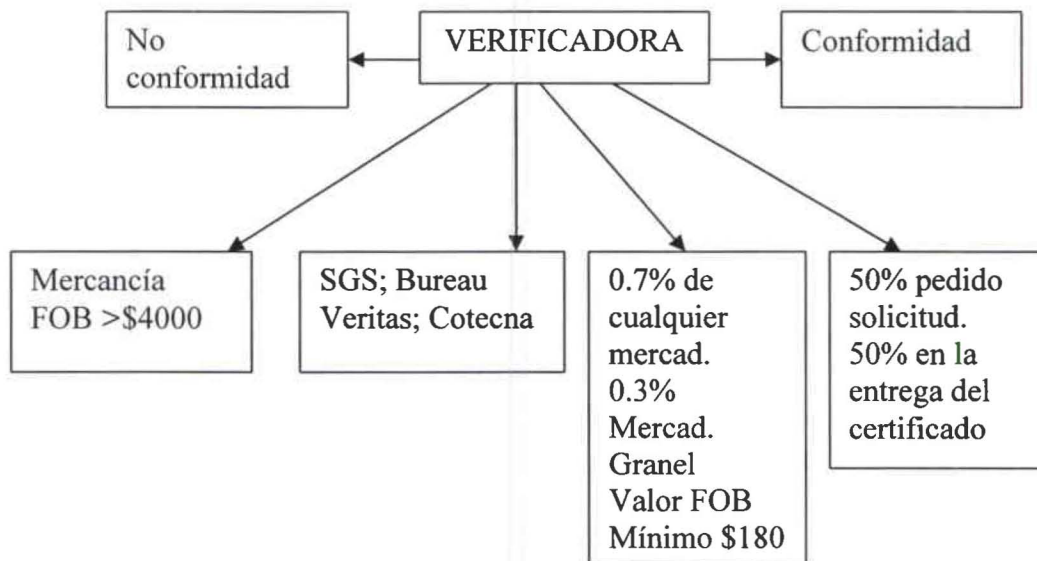 No
conformidad
VERIFICADORA
Conformidad
Mercancía
FOB >$4000
SGS; Bureau
Veritas; Cotecna
0.7% de
cualquier
mercad.
0.3%
Mercad.
Granel
Valor FOB
Mínimo $180
50% pedido
solicitud.
50% en la
entrega del
certificado